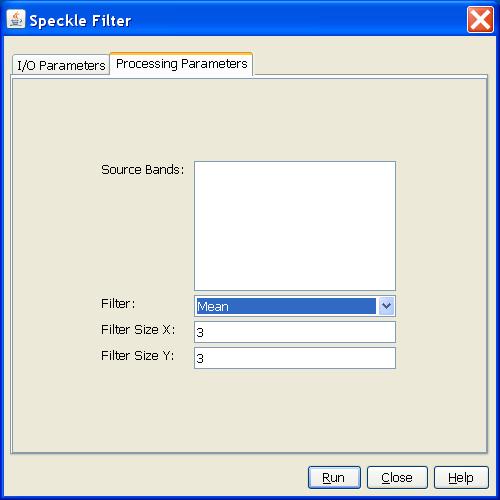 Speckle Filter
I/O Parameters
Processing Parameters
Source Bands:
Filter:
Mean
Filter Size X:
3
Filter Size Y:
3
Run
Close
Help